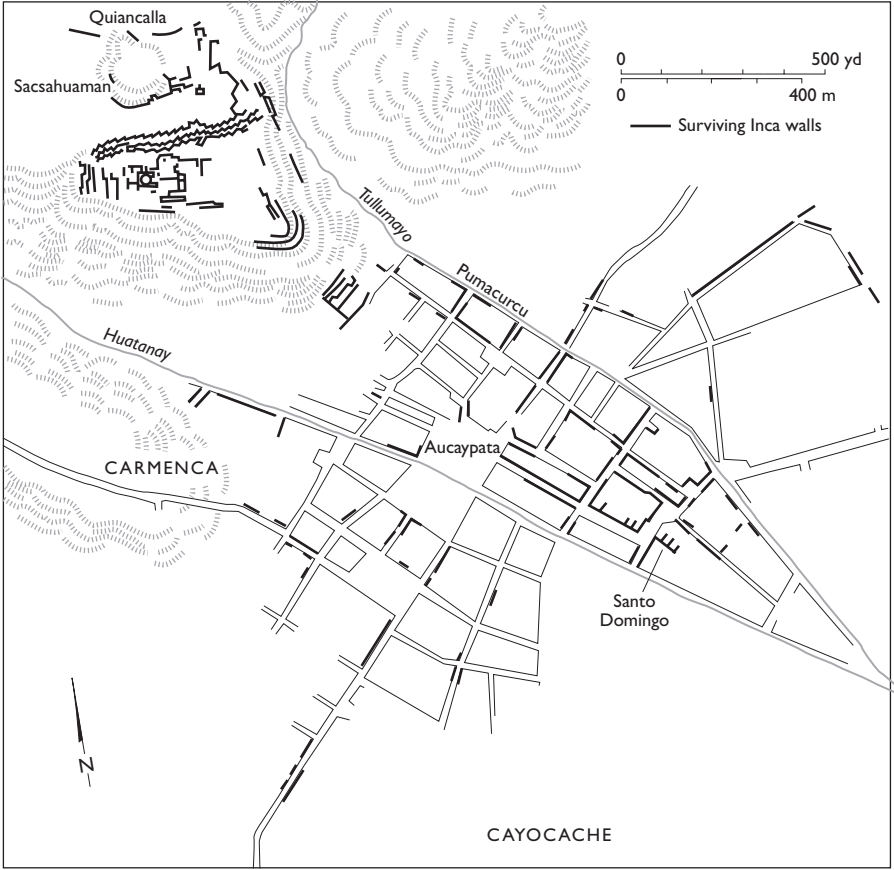 Quiancalla
Sacsahuaman
0 500 yd
0 400 m
Surviving Inca walls
Tullumayo
Pumacurcu
Huatanay
Aucaypata
CARMENCA
Santo
Domingo
N
CAYOCACHE